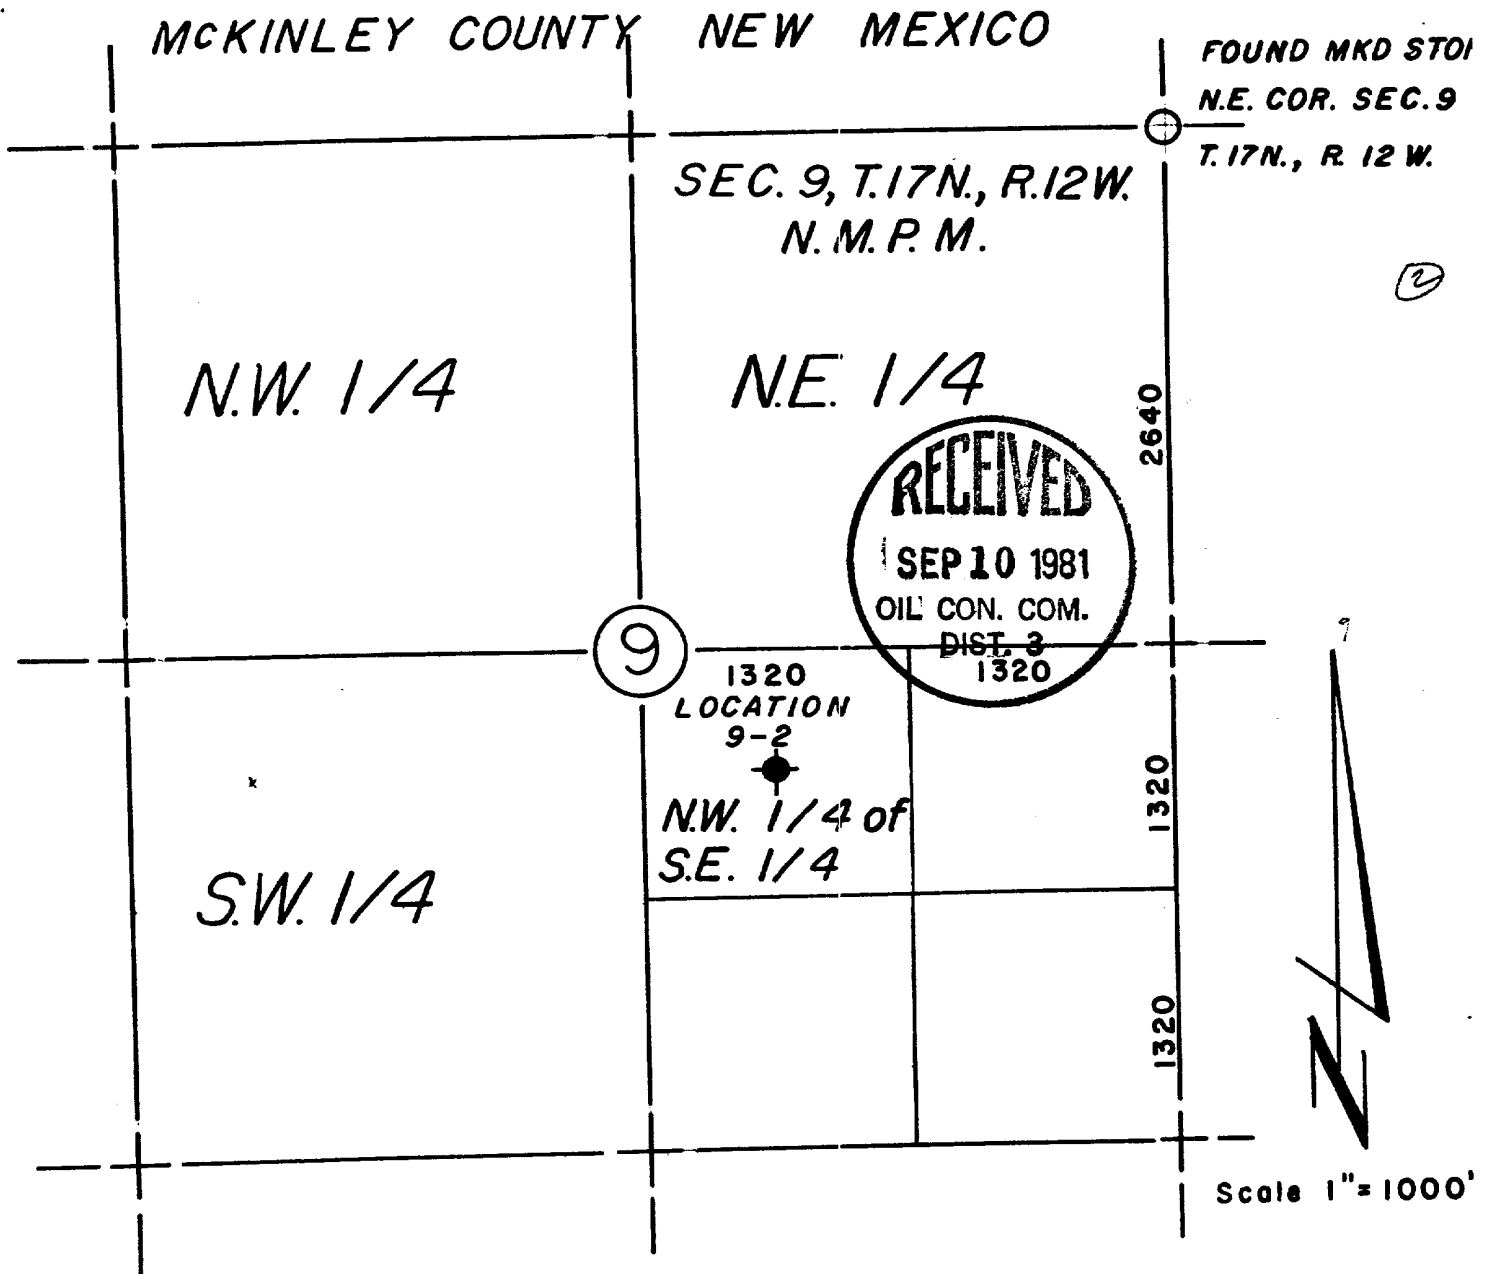 McKINLEY COUNTY NEW MEXICO
FOUND MKD
N.E. COR. SEC. 9
T. 17N., R 12 W.
SEC. 9, T.17N., R.12W.
N. M. P. M.
2
N.W. 1/4
N.E. 1/4
2640
RECEIVED
SEP 10 1981
OIL CON. COM.
DIST. 3
9
1320
1320
LOCATION
9-2
N.W. 1/4 of
S.E. 1/4
1320
S.W. 1/4
1320
N
Scale 1"= 1000'